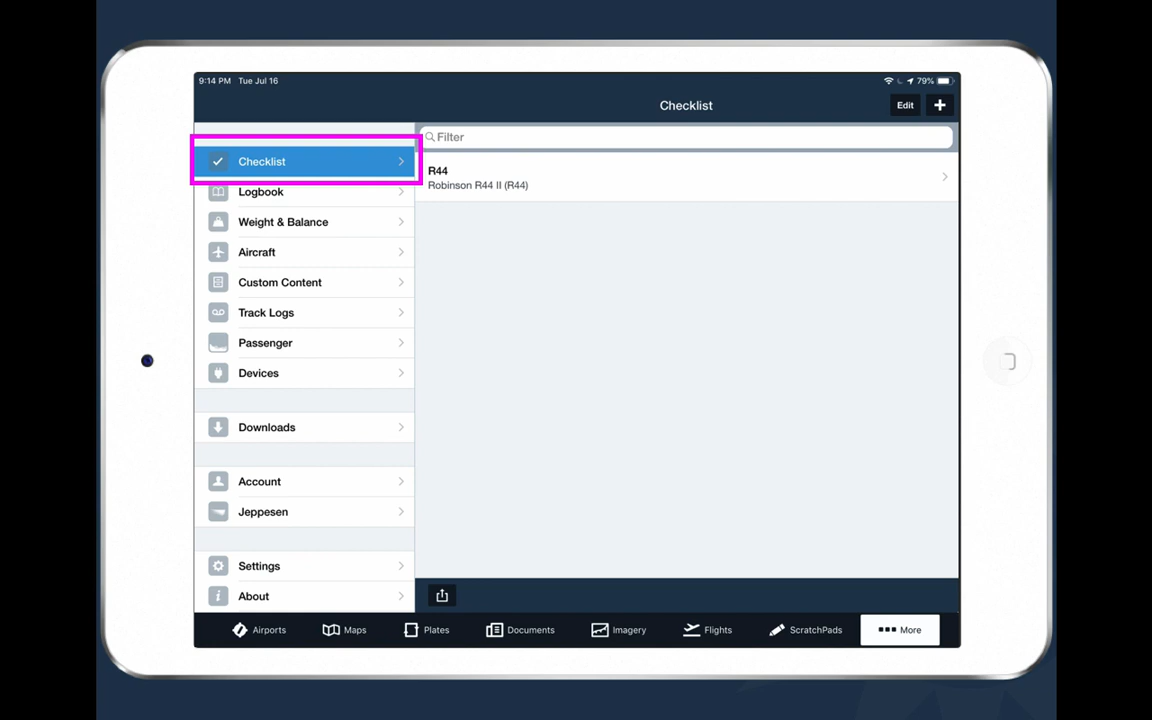 9:14 PM Tue Jul 16
79%
Checklist
Edit
Filter
Checklist
R44
Robinson R44 II (R44)
Logbook
Weight & Balance
Aircraft
Custom Content
Track Logs
Passenger
Devices
Downloads
Account
Jeppesen
Settings
About
Airports
Maps
Plates
Documents
Imagery
Flights
ScratchPads
More